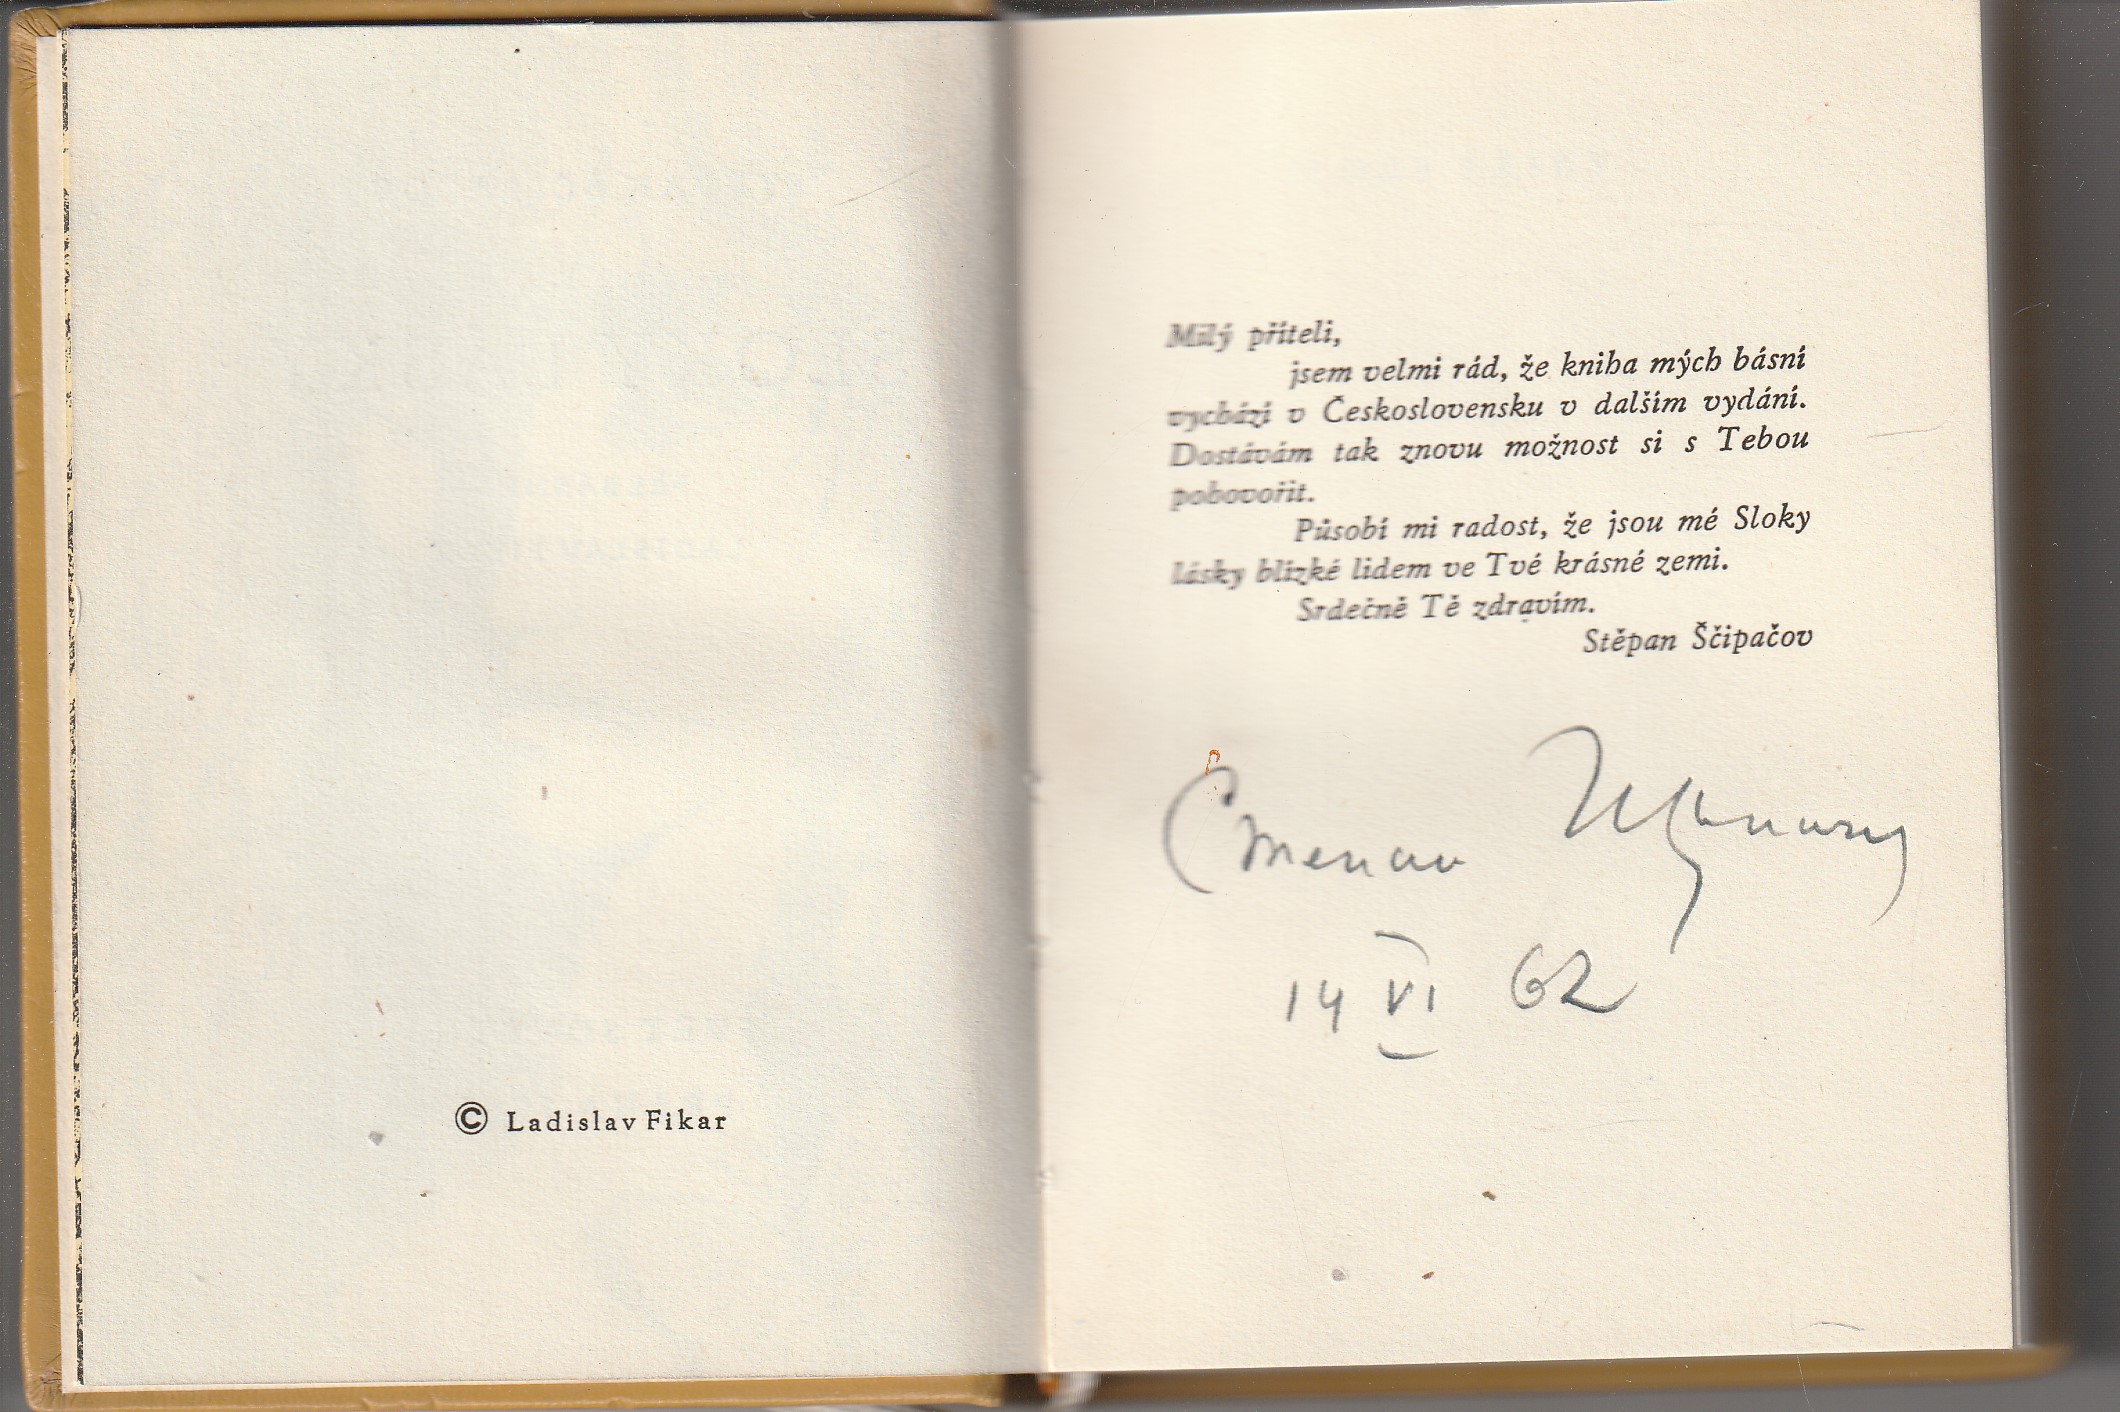 © Ladislav Fikar
Milý příteli,
jsem velmi rád, že kniha mých básní
vychází v Československu v dalším vydání.
Dostávám tak znovu možnost si s Tebou
pohovořit.
Působí mi radost, že jsou mé Sloky
lásky blízké lidem ve Tvé krásné zemi.
Srdečně Tě zdravím.
Stěpan Ščipačov
14 VI 62